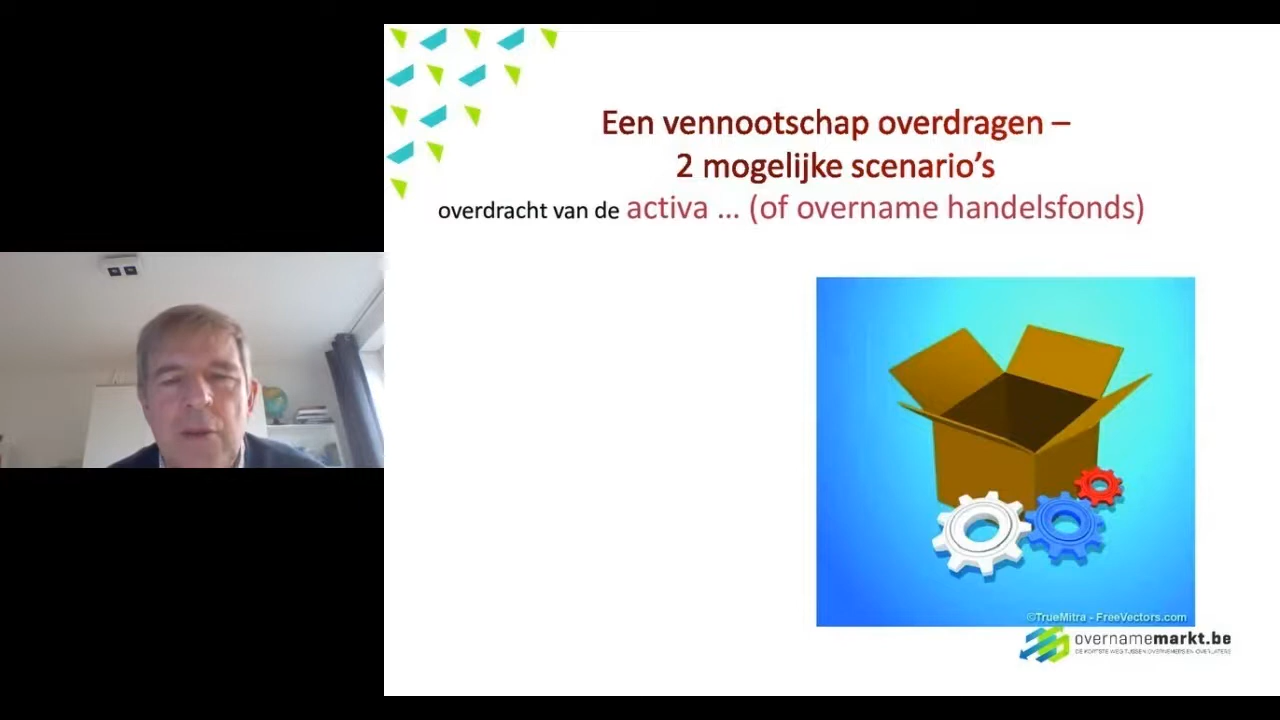 Een vennootschap overdragen –
2 mogelijke scenario’s
overdracht van de activa ... (of overname handelsfonds)
©TrueMitra - FreeVectors.com
overnamemarkt.be
DE KORTSTE WEG TUSSEN OVERNEMERS EN OVERLATERS